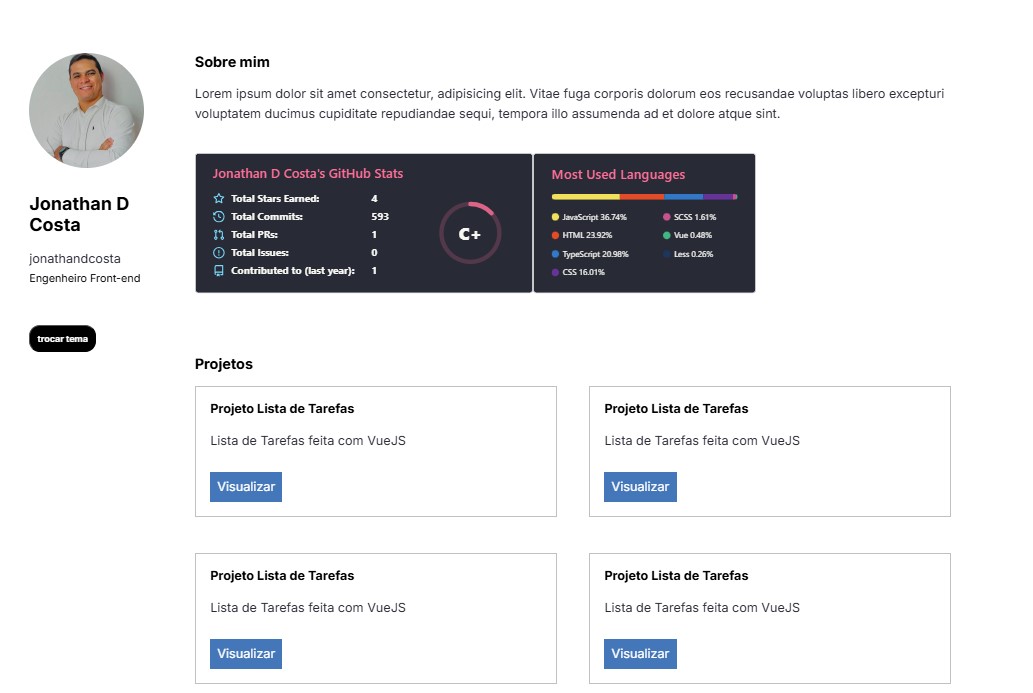 Jonathan D
Costa
jonathandcosta
Engenheiro Front-end
trocar tema
Sobre mim
Lorem ipsum dolor sit amet consectetur, adipisicing elit. Vitae fuga corporis dolorum eos recusandae voluptas libero excepturi
voluptatem ducimus cupiditate repudiandae sequi, tempora illo assumenda ad et dolore atque sint.
Jonathan D Costa's GitHub Stats
Total Stars Earned: 4
Total Commits: 593
Total PRs: 1
Total Issues: 0
Contributed to (last year): 1
C+
Most Used Languages
JavaScript 36.74%
HTML 23.92%
TypeScript 20.98%
CSS 16.01%
SCSS 1.61%
Vue 0.48%
Less 0.26%
Projetos
Projeto Lista de Tarefas
Lista de Tarefas feita com VueJS
Visualizar
Projeto Lista de Tarefas
Lista de Tarefas feita com VueJS
Visualizar
Projeto Lista de Tarefas
Lista de Tarefas feita com VueJS
Visualizar
Projeto Lista de Tarefas
Lista de Tarefas feita com VueJS
Visualizar